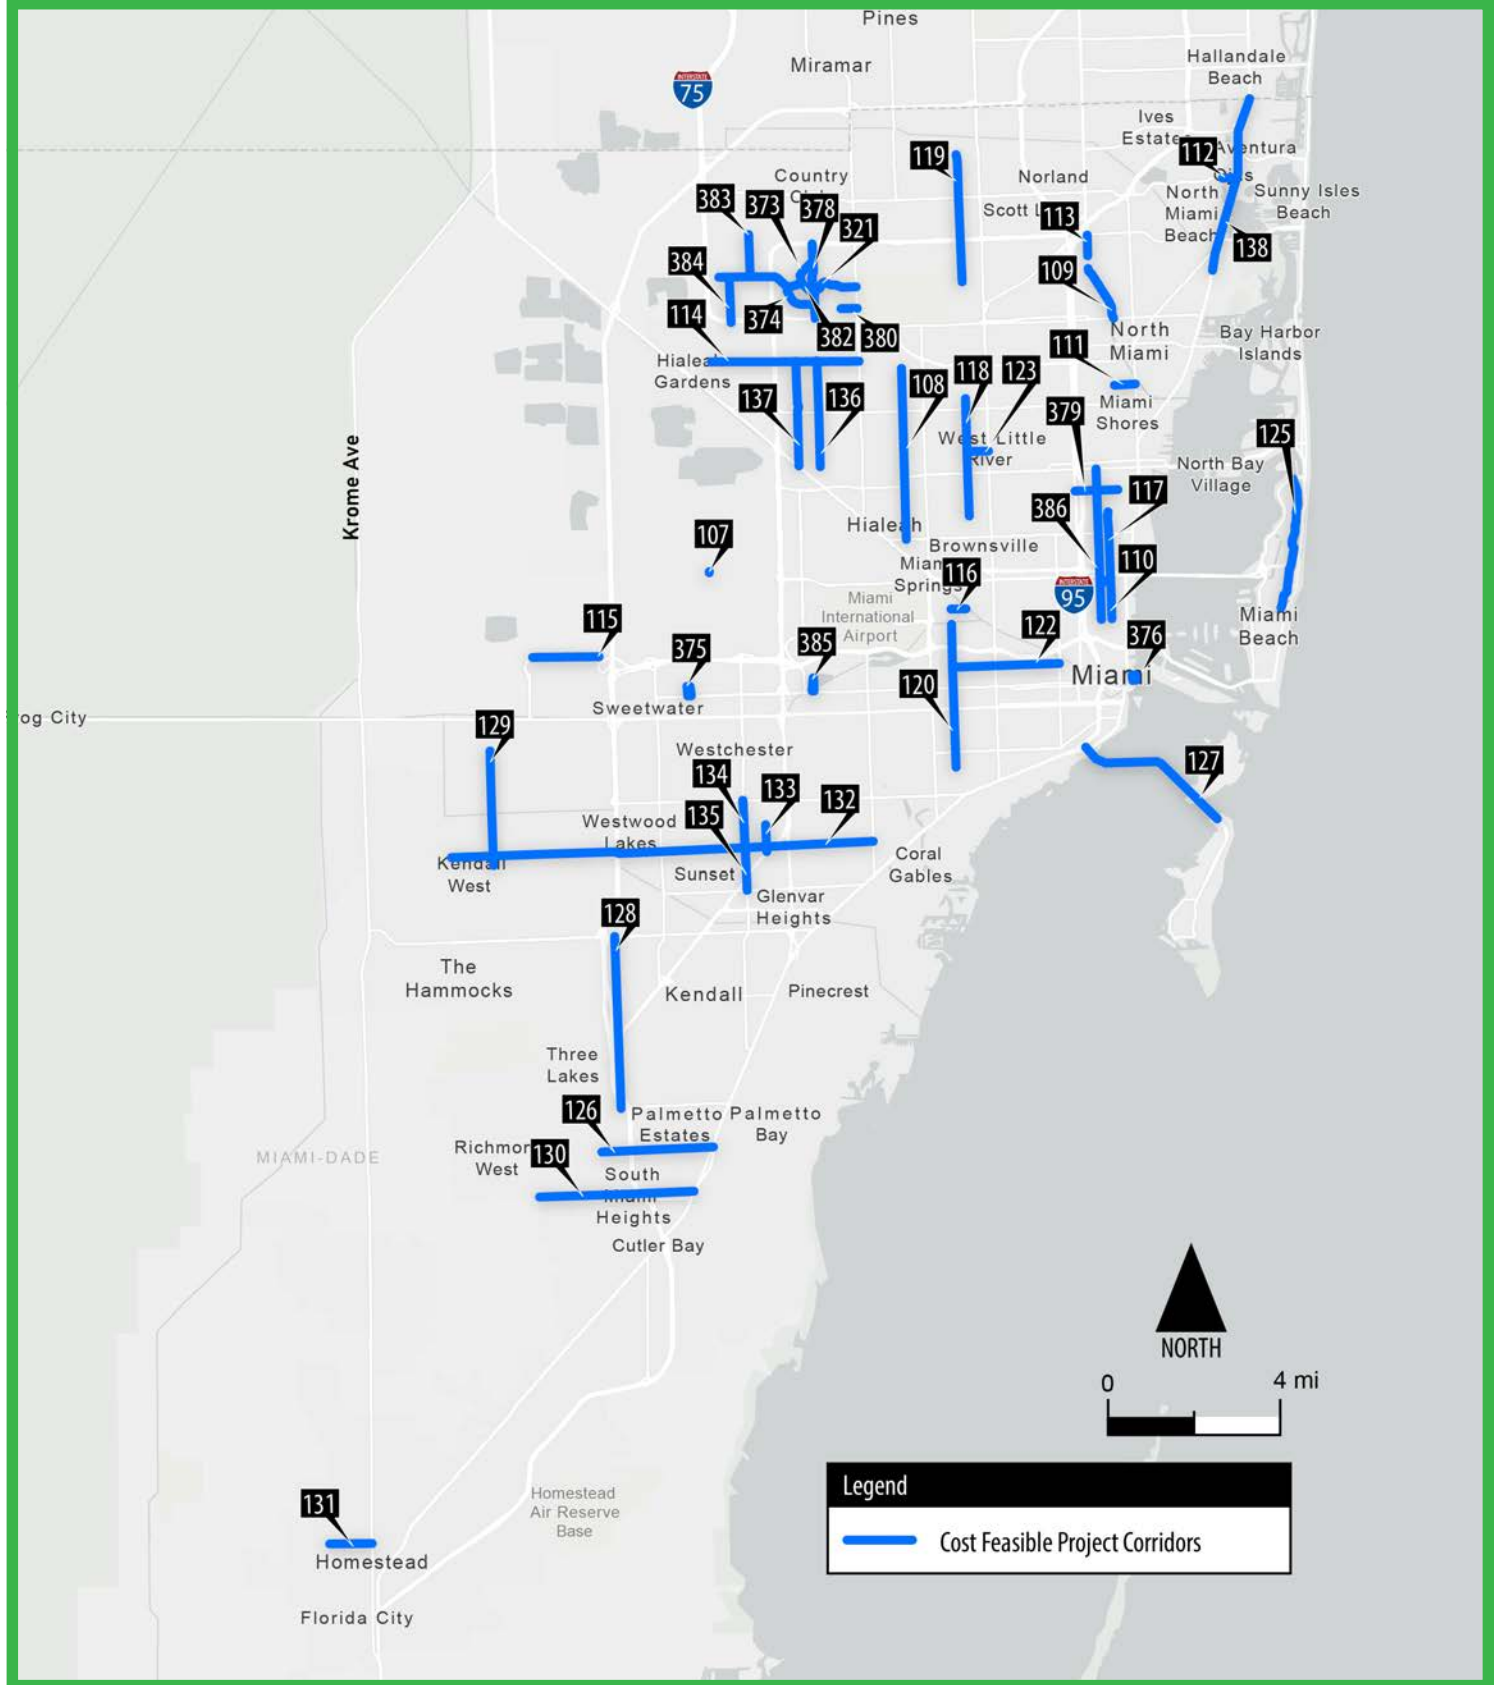 Pines
Miramar
Hallandale
Beach
INTERSTATE
75
Ives
Estates
112
Aventura
119
Country
Norland
Sunny Isles
Beach
North
Miami
Beach
383
373
378
321
Scott L
113
138
384
109
114
374
382
380
North
Miami
Bay Harbor
Islands
111
Hialeah
Gardens
137
136
108
118
123
Miami
Shores
379
125
West Little
River
North Bay
Village
Krome Ave
117
386
107
Hialeah
Brownsville
110
Miami
Springs
116
INTERSTATE
95
Miami
International
Airport
Miami
Beach
115
375
385
122
376
Miami
120
Sweetwater
rog City
129
Westchester
134
133
132
135
127
Westwood
Lakes
Kendall
West
Sunset
Coral
Gables
Glenvar
Heights
128
The
Hammocks
Kendall
Pinecrest
Three
Lakes
126
Palmetto
Estates
Palmetto
Bay
MIAMI-DADE
Richmon
West
130
South
Miami
Heights
Cutler Bay
NORTH
0
4 mi
Legend
Cost Feasible Project Corridors
131
Homestead
Air Reserve
Base
Homestead
Florida City